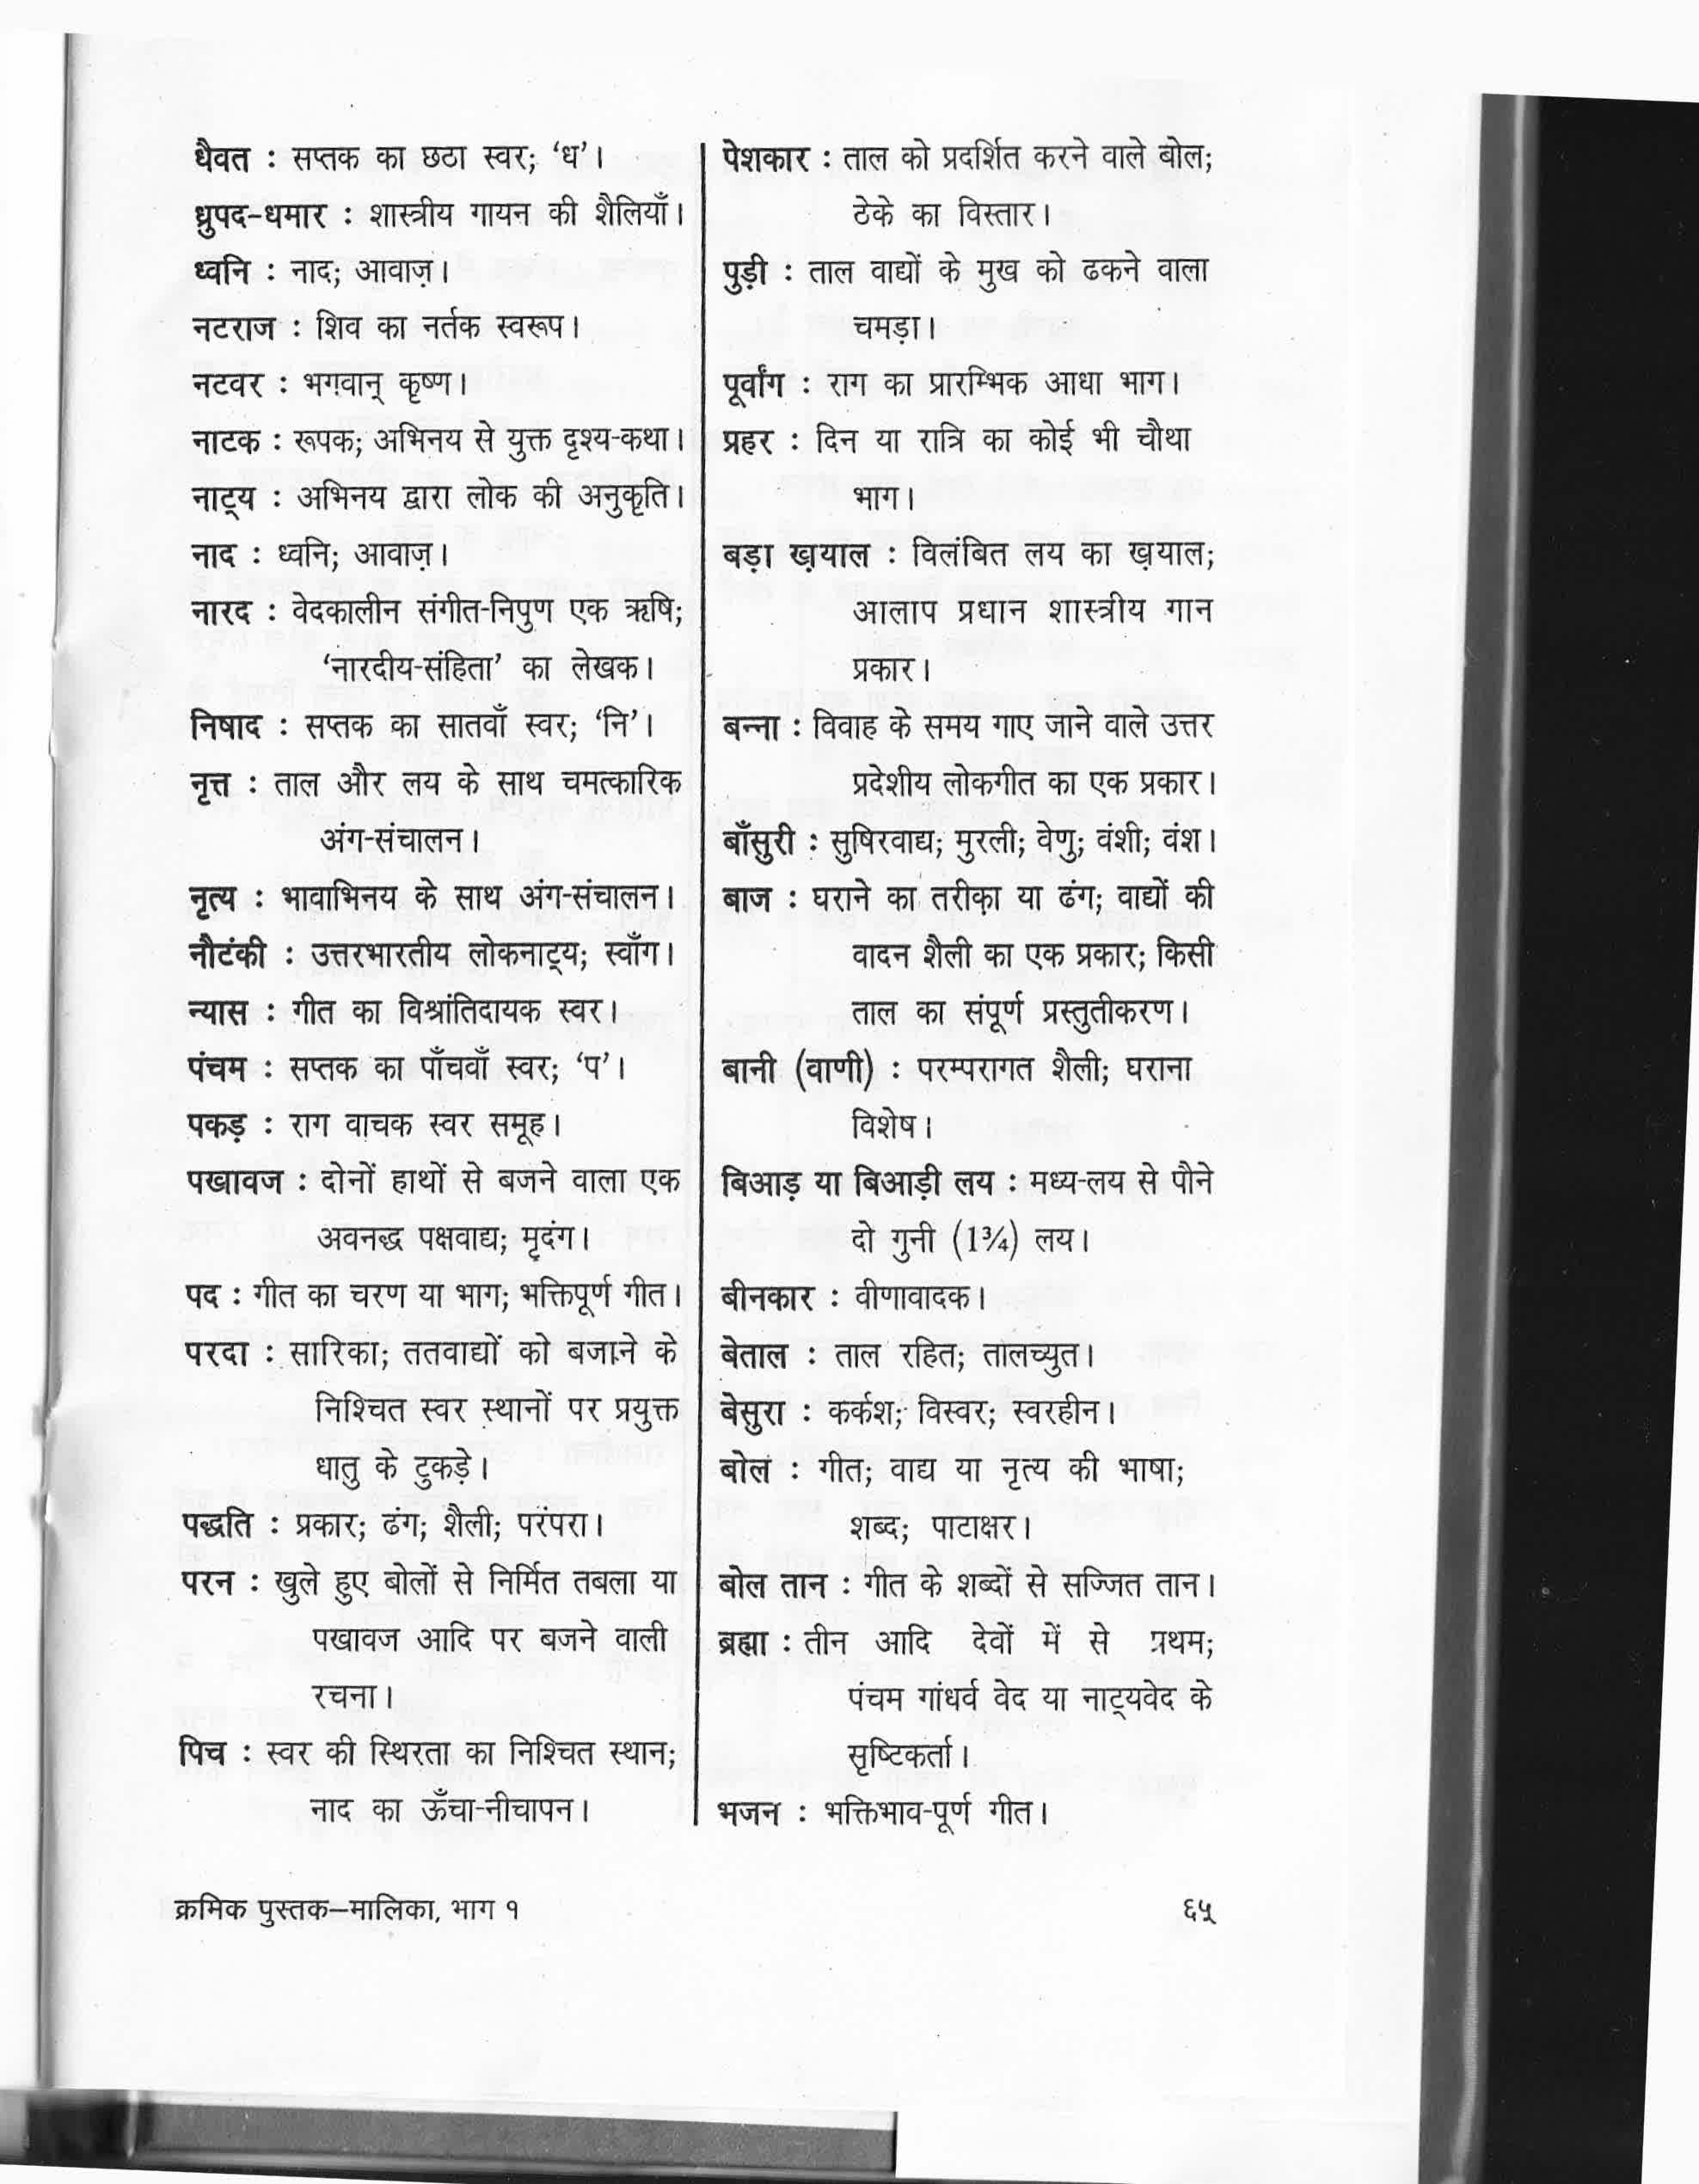 धैवत : सप्तक का छठा स्वर; ‘ध’।
ध्रुपद-धमार : शास्त्रीय गायन की शैलियाँ।
ध्वनि : नाद; आवाज़।
नटराज : शिव का नर्तक स्वरूप।
नटवर : भगवान् कृष्ण।
नाटक : रूपक; अभिनय से युक्त दृश्य-कथा।
नाट्य : अभिनय द्वारा लोक की अनुकृति।
नाद : ध्वनि; आवाज़।
नारद : वेदकालीन संगीत-निपुण एक ऋषि;
‘नारदीय-संहिता’ का लेखक।
निषाद : सप्तक का सातवाँ स्वर; ‘नि’।
नृत्त : ताल और लय के साथ चमत्कारिक
अंग-संचालन।
नृत्य : भावाभिनय के साथ अंग-संचालन।
नौटंकी : उत्तरभारतीय लोकनाट्य; स्वाँग।
न्यास : गीत का विश्रांतिदायक स्वर।
पंचम : सप्तक का पाँचवाँ स्वर; ‘प’।
पकड़ : राग वाचक स्वर समूह।
पखावज : दोनों हाथों से बजने वाला एक
अवनद्ध पक्षवाद्य; मृदंग।
पद : गीत का चरण या भाग; भक्तिपूर्ण गीत।
परदा : सारिका; ततवाद्यों को बजाने के
निश्चित स्वर स्थानों पर प्रयुक्त
धातु के टुकड़े।
पद्धति : प्रकार; ढंग; शैली; परंपरा।
परन : खुले हुए बोलों से निर्मित तबला या
पखावज आदि पर बजने वाली
रचना।
पिच : स्वर की स्थिरता का निश्चित स्थान;
नाद का ऊँचा-नीचापन।
पेशकार : ताल को प्रदर्शित करने वाले बोल;
ठेके का विस्तार।
पुड़ी : ताल वाद्यों के मुख को ढकने वाला
चमड़ा।
पूर्वांग : राग का प्रारम्भिक आधा भाग।
प्रहर : दिन या रात्रि का कोई भी चौथा
भाग।
बड़ा ख़याल : विलंबित लय का ख़याल;
आलाप प्रधान शास्त्रीय गान
प्रकार।
बन्ना : विवाह के समय गाए जाने वाले उत्तर
प्रदेशीय लोकगीत का एक प्रकार।
बाँसुरी : सुषिरवाद्य; मुरली; वेणु; वंशी; वंश।
बाज : घराने का तरीक़ा या ढंग; वाद्यों की
वादन शैली का एक प्रकार; किसी
ताल का संपूर्ण प्रस्तुतीकरण।
बानी (वाणी) : परम्परागत शैली; घराना
विशेष।
बिआड़ या बिआड़ी लय : मध्य-लय से पौने
दो गुनी (1¾) लय।
बीनकार : वीणावादक।
बेताल : ताल रहित; तालच्युत।
बेसुरा : कर्कश; विस्वर; स्वरहीन।
बोल : गीत; वाद्य या नृत्य की भाषा;
शब्द; पाटाक्षर।
बोल तान : गीत के शब्दों से सज्जित तान।
ब्रह्मा : तीन आदि देवों में से प्रथम;
पंचम गांधर्व वेद या नाट्यवेद के
सृष्टिकर्ता।
भजन : भक्तिभाव-पूर्ण गीत।
क्रमिक पुस्तक–मालिका, भाग १
६५